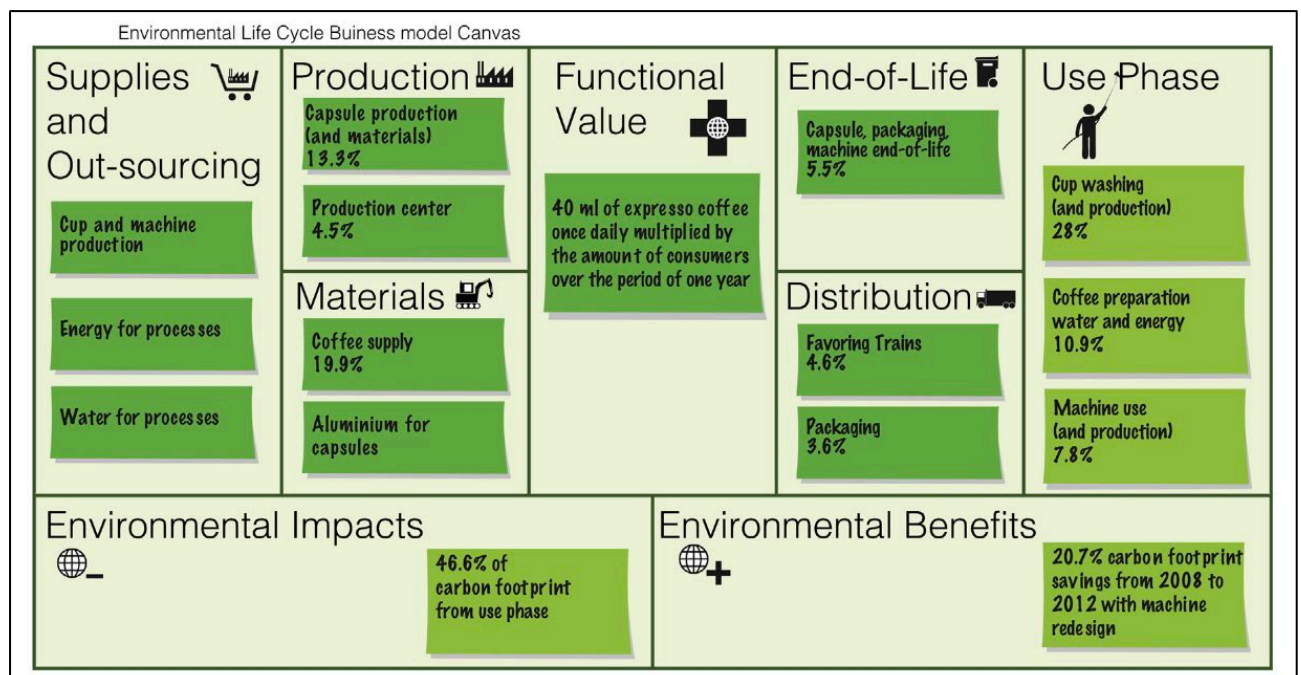 Environmental Life Cycle Buiness model Canvas
Supplies
and
Out-sourcing
Cup and machine
production
Energy for processes
Water for processes
Production
Capsule production
(and materials)
13.3%
Production center
4.5%
Materials
Coffee supply
19.9%
Aluminium for
capsules
Functional
Value
40 ml of expresso coffee
once daily multiplied by
the amount of consumers
over the period of one year
End-of-Life
Capsule, packaging,
machine end-of-life
5.5%
Distribution
Favoring Trains
4.6%
Packaging
3.6%
Use Phase
Cup washing
(and production)
28%
Coffee preparation
water and energy
10.9%
Machine use
(and production)
7.8%
Environmental Impacts
46.6% of
carbon footprint
from use phase
Environmental Benefits
20.7% carbon footprint
savings from 2008 to
2012 with machine
redesign